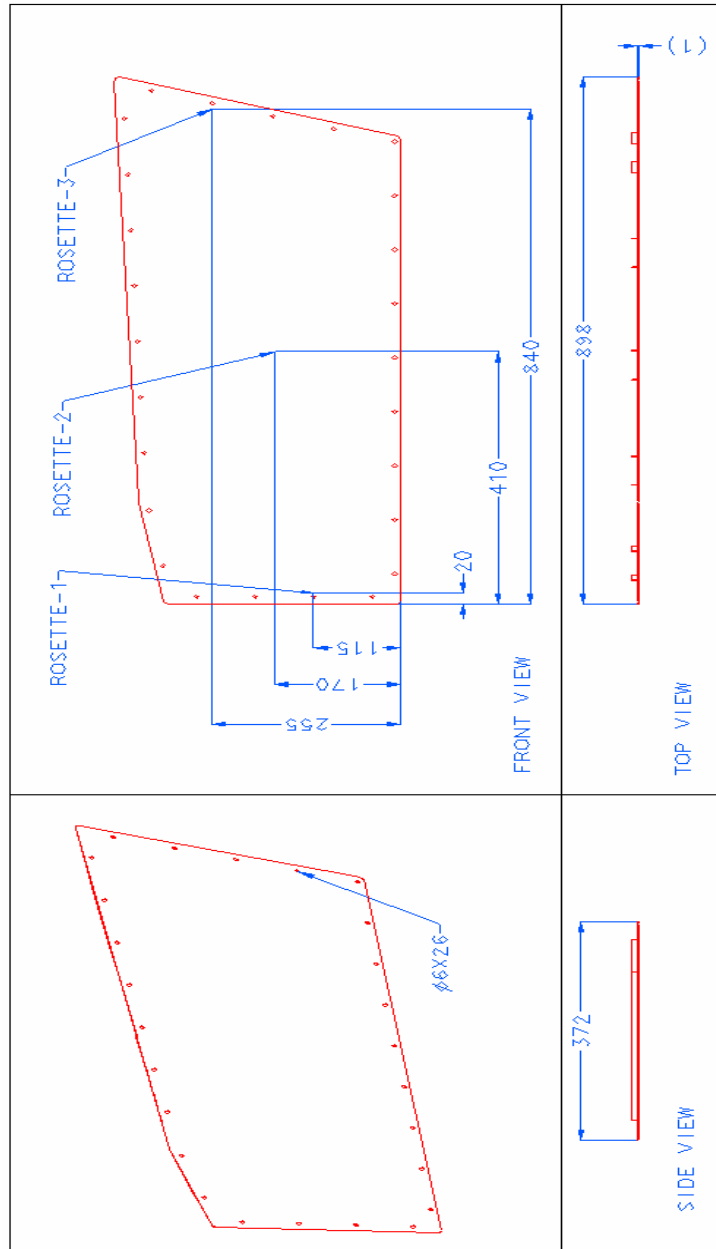 ROSETTE-1
ROSETTE-2
ROSETTE-3
255
170
115
20
410
840
FRONT VIEW
898
(1)
TOP VIEW
ø6X26
372
SIDE VIEW